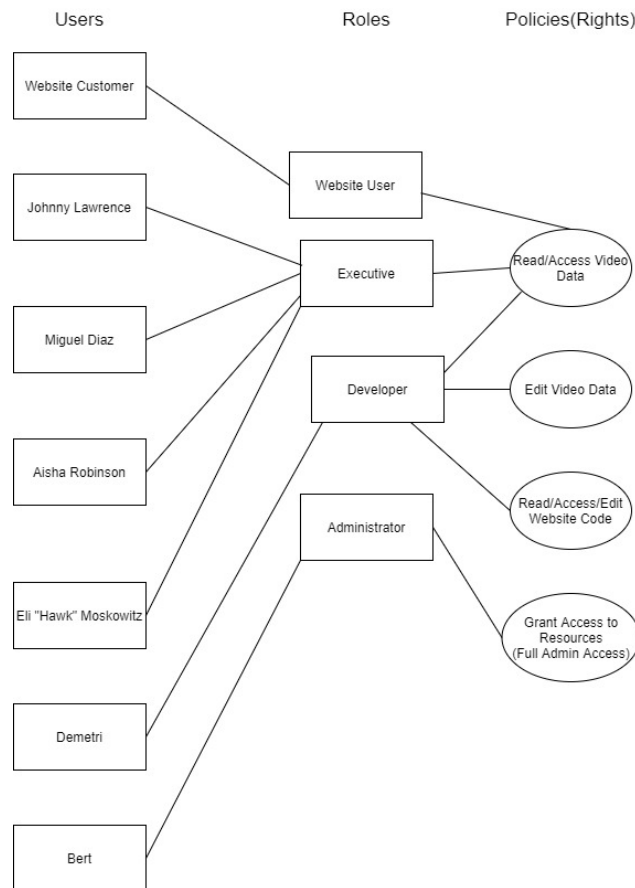 Users
Roles
Policies(Rights)
Website Customer
Website User
Johnny Lawrence
Executive
Read/Access Video
Data
Miguel Diaz
Developer
Edit Video Data
Aisha Robinson
Administrator
Read/Access/Edit
Website Code
Eli "Hawk" Moskowitz
Grant Access to
Resources
(Full Admin Access)
Demetri
Bert